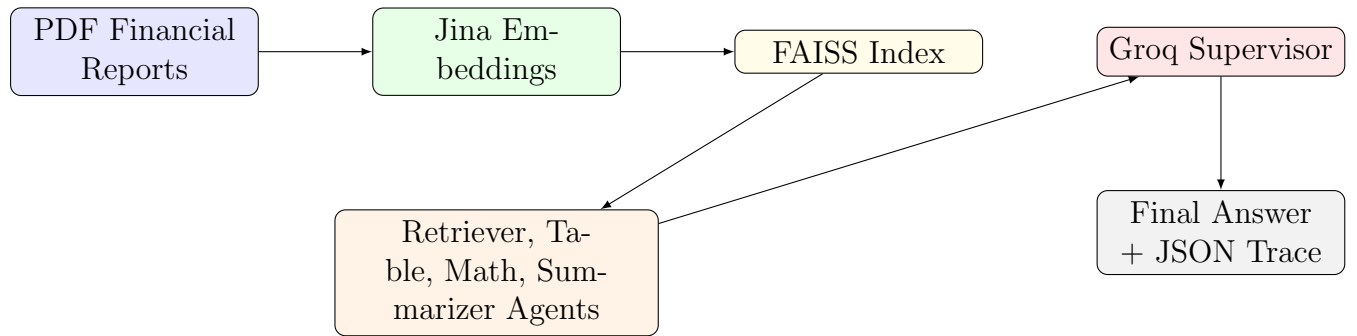 PDF Financial
Reports
Jina Em-
beddings
FAISS Index
Groq Supervisor
Retriever, Ta-
ble, Math, Sum-
marizer Agents
Final Answer
+ JSON Trace